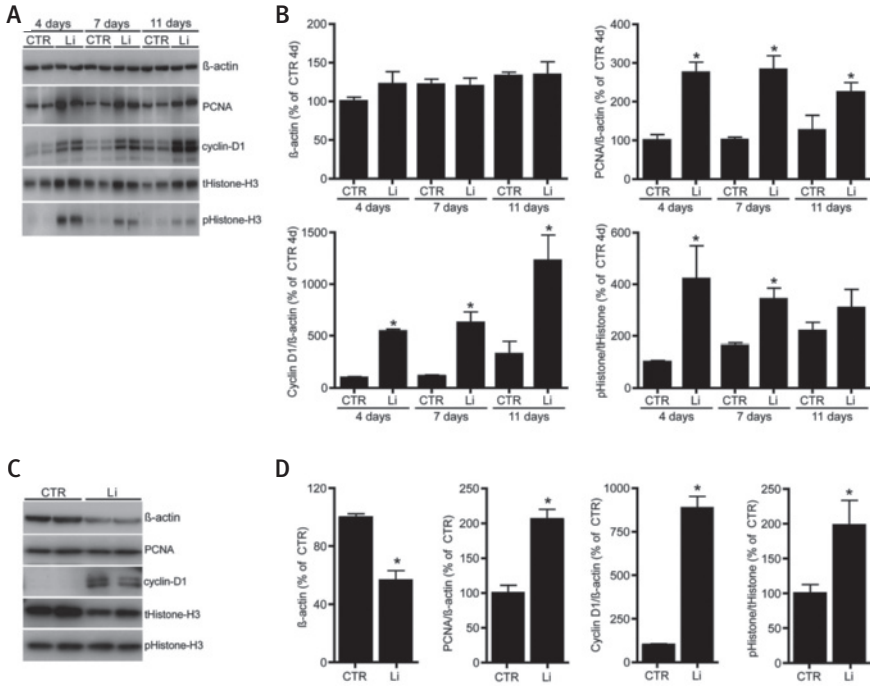 A
4 days 7 days 11 days
CTR Li CTR Li CTR Li
ß-actin
PCNA
cyclin-D1
tHistone-H3
pHistone-H3
B
ß-actin (% of CTR 4d)
200
150
100
50
0
CTR Li CTR Li CTR Li
4 days 7 days 11 days
PCNA/ß-actin (% of CTR 4d)
400
300
200
100
0
* * *
CTR Li CTR Li CTR Li
4 days 7 days 11 days
Cyclin D1/ß-actin (% of CTR 4d)
1500
1000
500
0
* * *
CTR Li CTR Li CTR Li
4 days 7 days 11 days
pHistone/tHistone (% of CTR 4d)
600
400
200
0
* *
CTR Li CTR Li CTR Li
4 days 7 days 11 days
C
CTR Li
ß-actin
PCNA
cyclin-D1
tHistone-H3
pHistone-H3
D
ß-actin (% of CTR)
120
80
40
0
*
CTR Li
PCNA/ß-actin (% of CTR)
250
200
150
100
50
0
*
CTR Li
Cyclin D1/ß-actin (% of CTR)
1000
750
500
250
0
*
CTR Li
pHistone/tHistone (% of CTR)
250
200
150
100
50
0
*
CTR Li